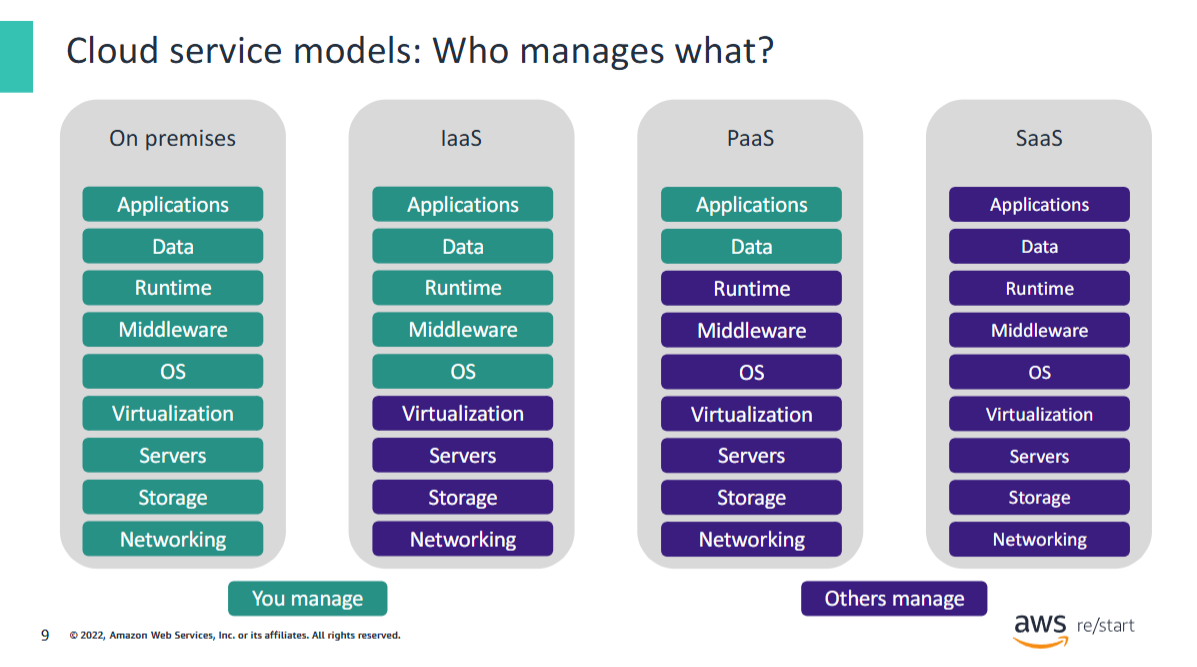 Cloud service models: Who manages what?
On premises
Applications
Data
Runtime
Middleware
OS
Virtualization
Servers
Storage
Networking
IaaS
Applications
Data
Runtime
Middleware
OS
Virtualization
Servers
Storage
Networking
PaaS
Applications
Data
Runtime
Middleware
OS
Virtualization
Servers
Storage
Networking
SaaS
Applications
Data
Runtime
Middleware
OS
Virtualization
Servers
Storage
Networking
You manage
Others manage
9
© 2022, Amazon Web Services, Inc. or its affiliates. All rights reserved.
aws re/start